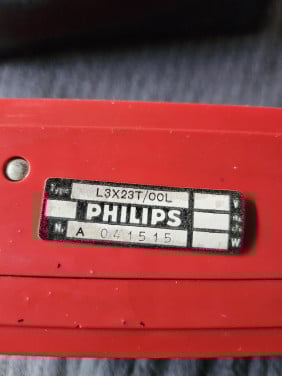 Type L3X23T/00L V
PHILIPS
Nr. A 041515 W